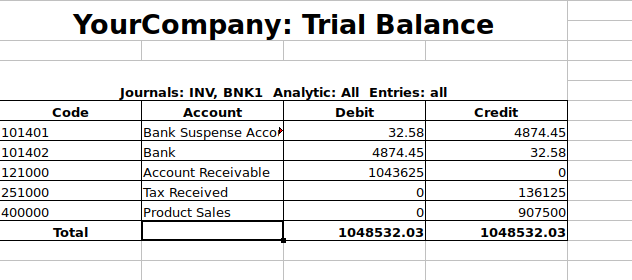 YourCompany: Trial Balance
Journals: INV, BNK1 Analytic: All Entries: all
Code Account Debit Credit
101401 Bank Suspense Acco 32.58 4874.45
101402 Bank 4874.45 32.58
121000 Account Receivable 1043625 0
251000 Tax Received 0 136125
400000 Product Sales 0 907500
Total 1048532.03 1048532.03